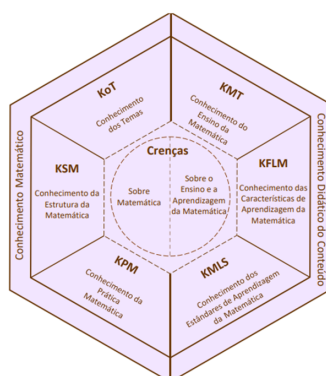 Conhecimento Matemático
KoT
Conhecimento
dos Temas
KMT
Conhecimento do
Ensino da
Matemática
KSM
Conhecimento da
Estrutura da
Matemática
Crenças
Sobre
Matemática
Sobre o
Ensino e a
Aprendizagem
da Matemática
KFLM
Conhecimento das
Características de
Aprendizagem da
Matemática
KPM
Conhecimento da
Prática
Matemática
KMLS
Conhecimento dos
Estándares de Aprendizagem
da Matemática
Conhecimento Didático do Conteúdo